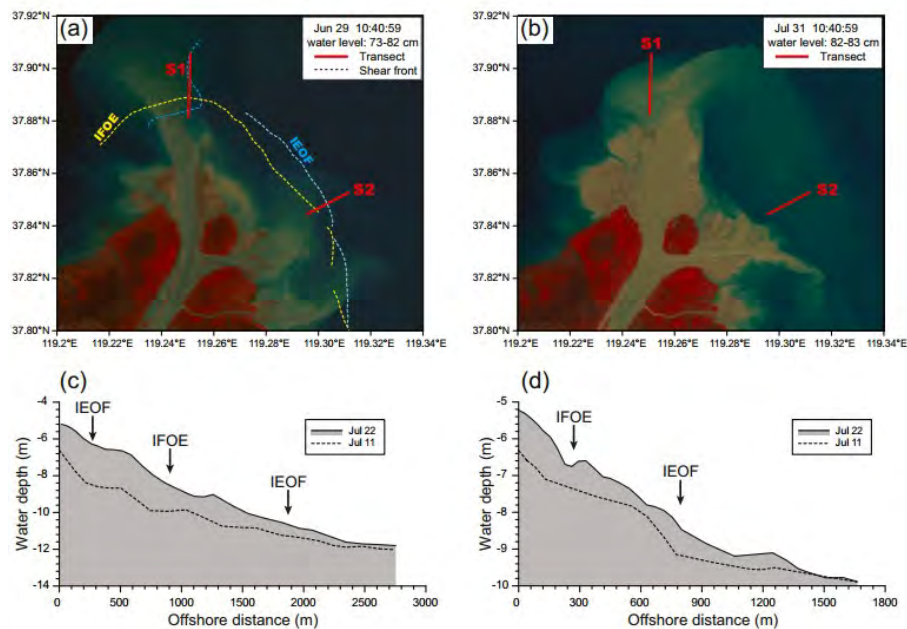 (a)
Jun 29 10:40:59
water level: 73-82 cm
Transect
Shear front
S1
IFOE
IEOF
S2
37.92°N
37.90°N
37.88°N
37.86°N
37.84°N
37.82°N
37.80°N
119.2°E
119.22°E
119.24°E
119.26°E
119.28°E
119.30°E
119.32°E
119.34°E
(b)
Jul 31 10:40:59
water level: 82-83 cm
Transect
S1
S2
37.92°N
37.90°N
37.88°N
37.86°N
37.84°N
37.82°N
37.80°N
119.2°E
119.22°E
119.24°E
119.26°E
119.28°E
119.30°E
119.32°E
119.34°E
(c)
IEOF
IFOE
IEOF
Jul 22
Jul 11
Water depth (m)
-4
-6
-8
-10
-12
-14
0
500
1000
1500
2000
2500
3000
Offshore distance (m)
(d)
IFOE
IEOF
Jul 22
Jul 11
Water depth (m)
-5
-6
-7
-8
-9
-10
0
300
600
900
1200
1500
1800
Offshore distance (m)